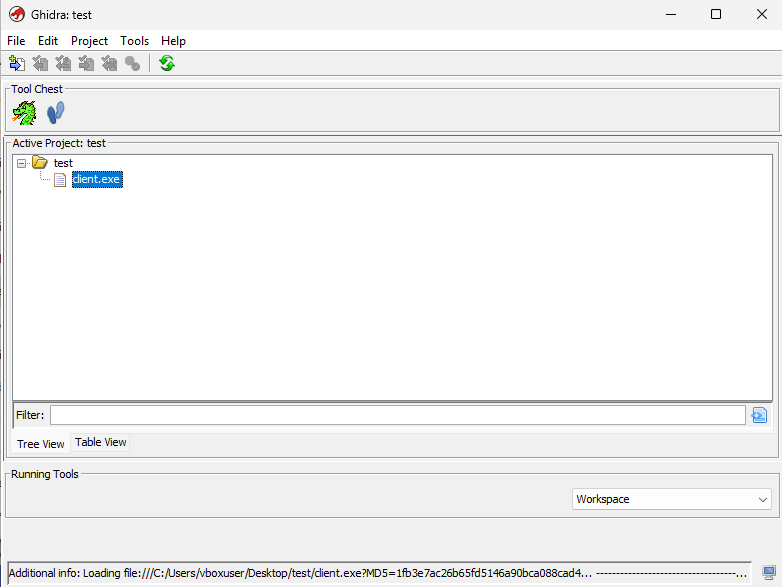 Ghidra: test
File Edit Project Tools Help
Tool Chest
Active Project: test
test
client.exe
Filter:
Tree View Table View
Running Tools
Workspace
Additional info: Loading file:///C:/Users/vboxuser/Desktop/test/client.exe?MD5=1fb3e7ac26b65fd5146a90bca088cad4... -----------------------------------...